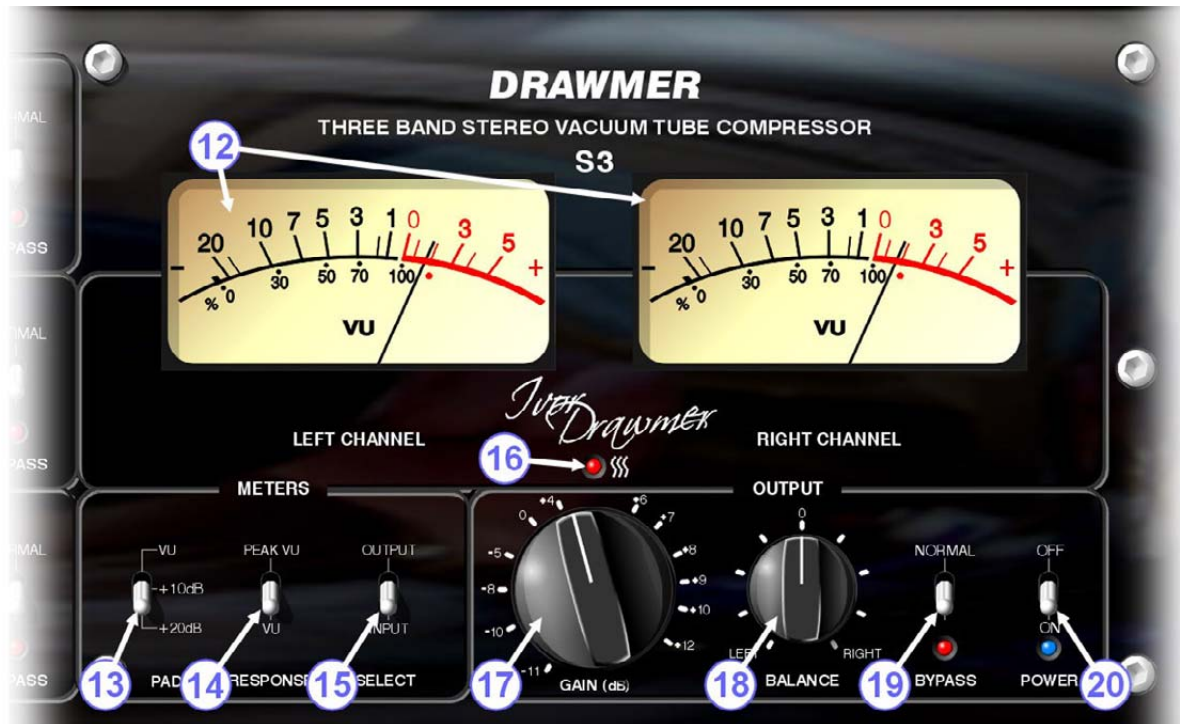 DRAWMER
THREE BAND STEREO VACUUM TUBE COMPRESSOR
S3
12
20 10 7 5 3 1 0 3 5
- +
% 0 30 50 70 100
VU
20 10 7 5 3 1 0 3 5
- +
% 0 30 50 70 100
VU
Ivor
Drawmer
LEFT CHANNEL
RIGHT CHANNEL
16
METERS
VU
+10dB
+20dB
PEAK VU
VU
OUTPUT
INPUT
13
PAD
14
RESPONSE
15
SELECT
OUTPUT
-11
-10
-8
-5
0
+4
+6
+7
+8
+9
+10
+12
17
GAIN (dB)
0
LEFT
RIGHT
18
BALANCE
NORMAL
19
BYPASS
OFF
ON
POWER
20